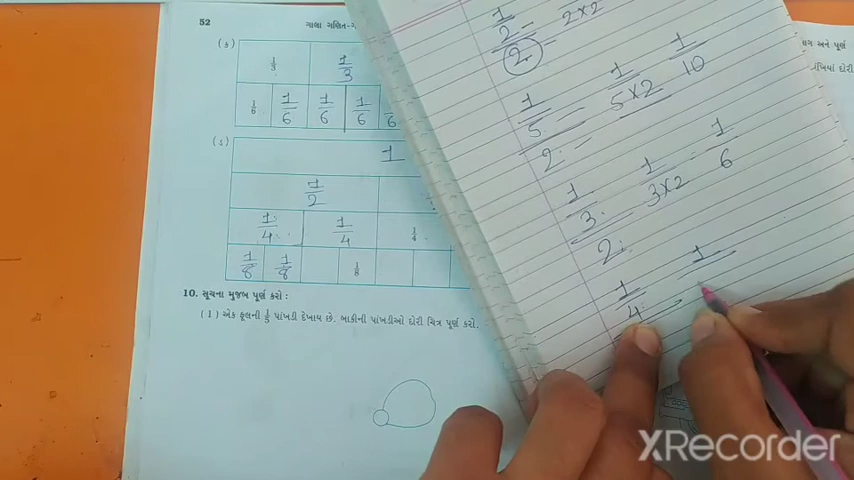 52
ગાલા ગણિત-
(ક)
1/3 1/3
1/6 1/6 1/6 1/6 6
(ડ)
1
1/2
1/4 1/4 1/4
1/8 1/8 1/8
10. સૂચના મુજબ પૂર્ણ કરો :
(1) એક ફૂલની 1/5 પાંખડી દેખાય છે. બાકીની પાંખડીઓ દોરી ચિત્ર પૂર્ણ કરો.
1/2 / 2 = 2×2
1/5 / 2 = 1/5×2 1/10
1/3 / 2 1/3×2 - 1/6
1/4 1
ભાગ અને પૂર્ણ
દોરી
XRecorder